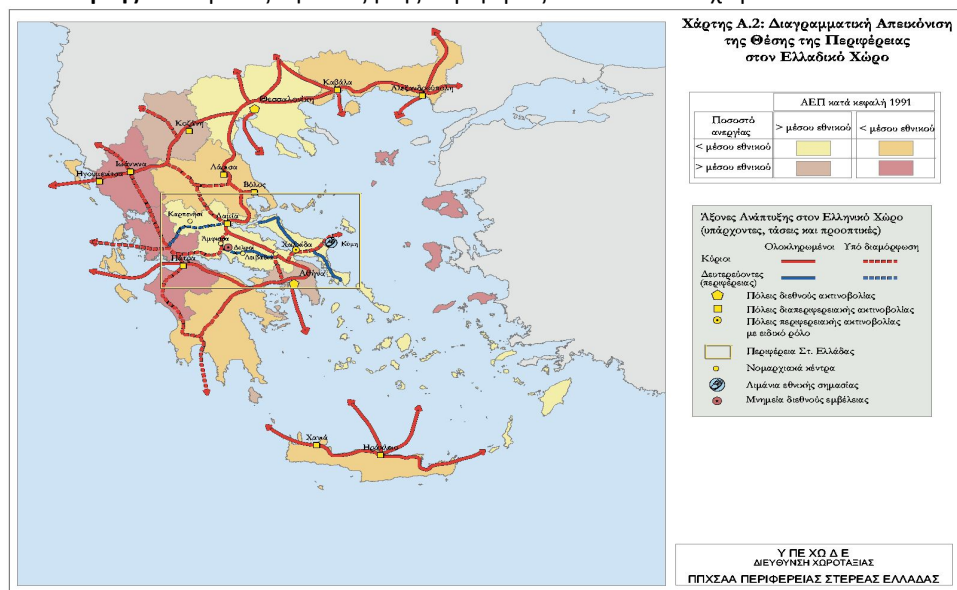 Χάρτης Α.2: Διαγραμματική Απεικόνιση
της Θέσης της Περιφέρειας
στον Ελλαδικό Χώρο
ΑΕΠ κατά κεφαλή 1991
Ποσοστό
ανεργίας
> μέσου εθνικού
< μέσου εθνικού
< μέσου εθνικού
> μέσου εθνικού
Άξονες Ανάπτυξης στον Ελληνικό Χώρο
(υπάρχοντες, τάσεις και προοπτικές)
Ολοκληρωμένοι
Υπό διαμόρφωση
Κύριοι
Δευτερεύοντες
(περιφέρειας)
Πόλεις διεθνούς ακτινοβολίας
Πόλεις διαπεριφερειακής ακτινοβολίας
Πόλεις περιφερειακής ακτινοβολίας
με ειδικό ρόλο
Περιφέρεια Στ. Ελλάδας
Νομαρχιακά κέντρα
Λιμάνια εθνικής σημασίας
Μνημεία διεθνούς εμβέλειας
Καβάλα
Αλεξανδρούπολη
Θεσσαλονίκη
Κοζάνη
Ιωάννινα
Ηγουμενίτσα
Λάρισα
Βόλος
Καρπενήσι
Λαμία
Άμφισσα
Δελφοί
Λειβαδιά
Χαλκίδα
Κύμη
Πάτρα
Αθήνα
Χανιά
Ηράκλειο
Υ ΠΕ ΧΩ Δ Ε
ΔΙΕΥΘΥΝΣΗ ΧΩΡΟΤΑΞΙΑΣ
ΠΠΧΣΑΑ ΠΕΡΙΦΕΡΕΙΑΣ ΣΤΕΡΕΑΣ ΕΛΛΑΔΑΣ